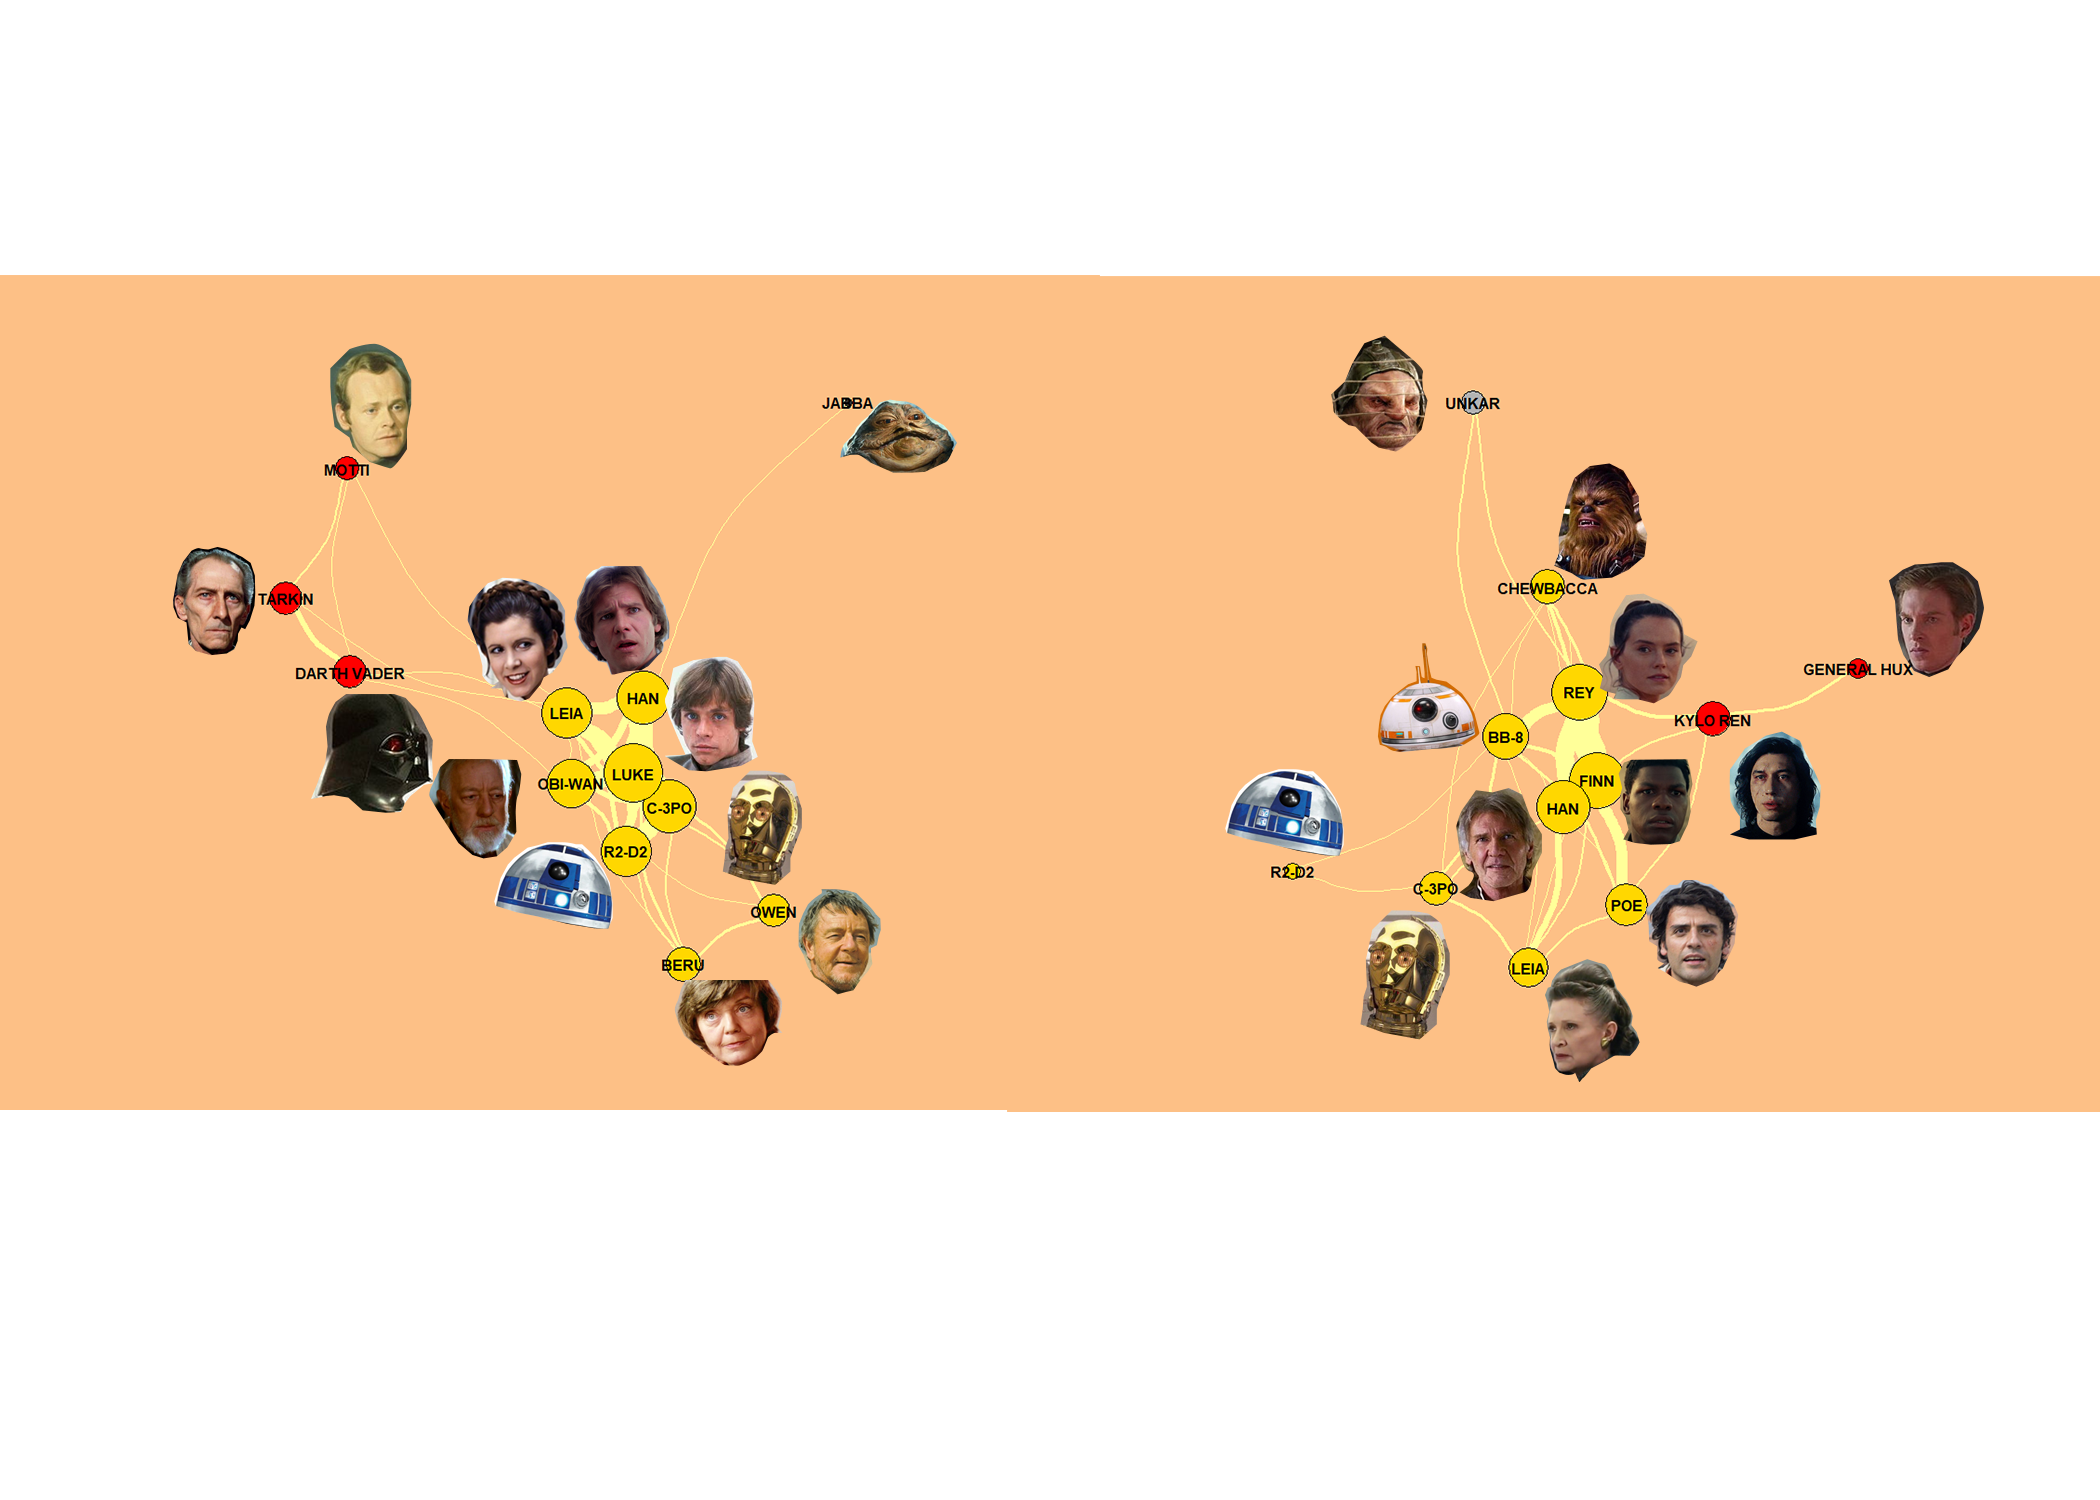 MOTTI
JABBA
TARKIN
DARTH VADER
LEIA
HAN
OBI-WAN
LUKE
C-3PO
R2-D2
OWEN
BERU
UNKAR
CHEWBACCA
REY
GENERAL HUX
KYLO REN
BB-8
FINN
HAN
R2-D2
C-3PO
POE
LEIA